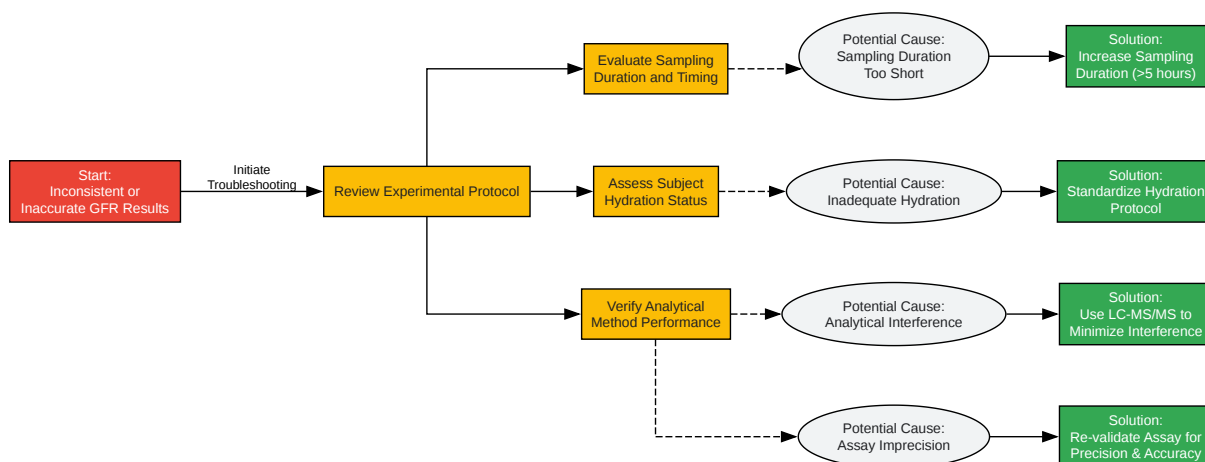 Start:
Inconsistent or
Inaccurate GFR Results
Initiate
Troubleshooting
Review Experimental Protocol
Evaluate Sampling
Duration and Timing
Potential Cause:
Sampling Duration
Too Short
Solution:
Increase Sampling
Duration (>5 hours)
Assess Subject
Hydration Status
Potential Cause:
Inadequate Hydration
Solution:
Standardize Hydration
Protocol
Verify Analytical
Method Performance
Potential Cause:
Analytical Interference
Solution:
Use LC-MS/MS to
Minimize Interference
Potential Cause:
Assay Imprecision
Solution:
Re-validate Assay for
Precision & Accuracy